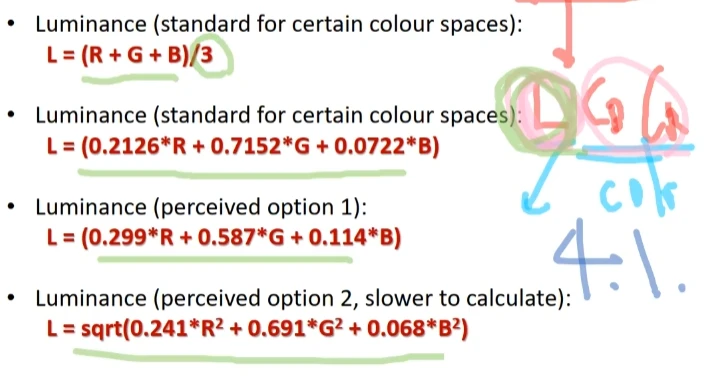 • Luminance (standard for certain colour spaces):
L = (R + G + B)/3
• Luminance (standard for certain colour spaces):
L = (0.2126*R + 0.7152*G + 0.0722*B)
• Luminance (perceived option 1):
L = (0.299*R + 0.587*G + 0.114*B)
• Luminance (perceived option 2, slower to calculate):
L = sqrt(0.241*R² + 0.691*G² + 0.068*B²)
L
4.1.